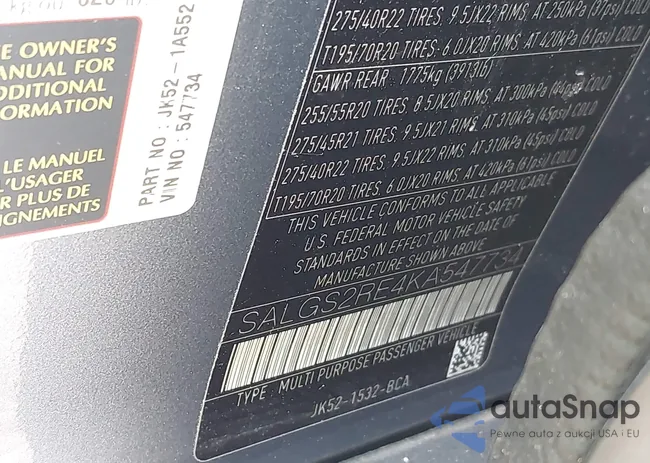 E OWNER'S
ANUAL FOR
DDITIONAL
FORMATION
LE MANUEL
L'USAGER
R PLUS DE
IGNEMENTS
PART NO : JK52 - 1A552
VIN NO : 547734
275/40R22 TIRES. 9.5JX22 RIMS. AT 250kPa (37psi) COLD
T195/70R20 TIRES. 6.0JX20 RIMS. AT 420kPa (61psi) COLD
GAWR REAR 1775kg (3913lb)
255/55R20 TIRES. 8.5JX20 RIMS. AT 300kPa (44psi) COLD
275/45R21 TIRES. 9.5JX21 RIMS. AT 310kPa (45psi) COLD
275/40R22 TIRES. 9.5JX22 RIMS. AT 310kPa (45psi) COLD
T195/70R20 TIRES. 6.0JX20 RIMS. AT 420kPa (61psi) COLD
THIS VEHICLE CONFORMS TO ALL APPLICABLE
U.S. FEDERAL MOTOR VEHICLE SAFETY
STANDARDS IN EFFECT ON THE DATE OF
MANUFACTURE
SALGS2RE4KA547734
TYPE MULTI PURPOSE PASSENGER VEHICLE
JK52-1532-BCA
autaSnap
Pewne auta z aukcji USA i EU